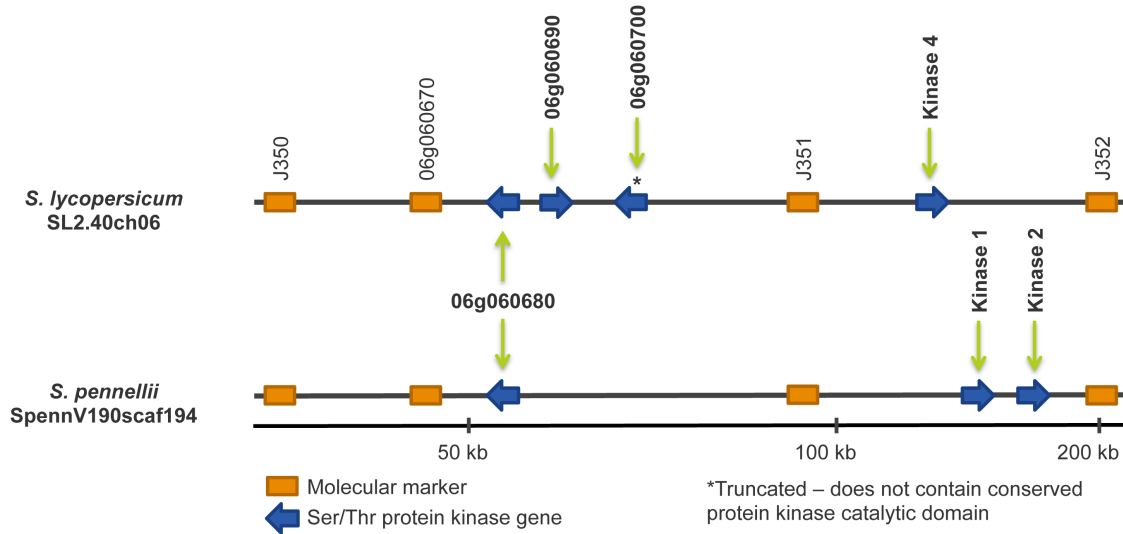 06g060690
06g060700
Kinase 4
J350
06g060670
J351
J352
*
S. lycopersicum
SL2.40ch06
Kinase 1
Kinase 2
06g060680
S. pennellii
SpennV190scaf194
50 kb
100 kb
200 kb
Molecular marker
Ser/Thr protein kinase gene
*Truncated – does not contain conserved
protein kinase catalytic domain